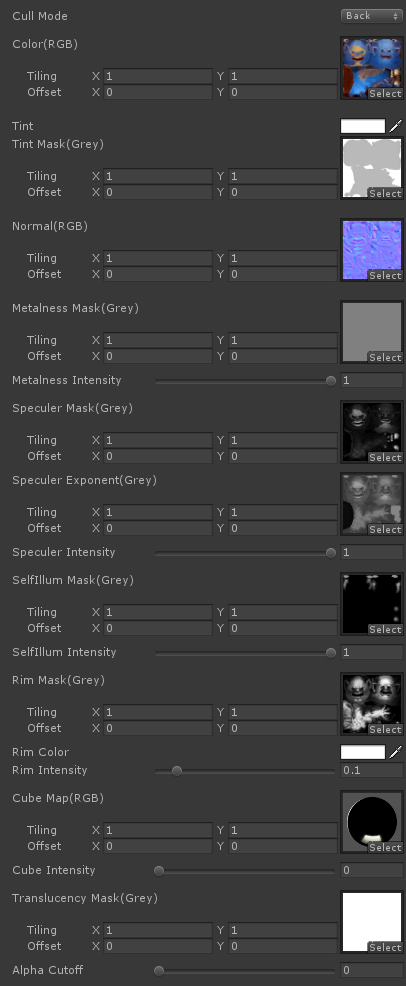 Cull Mode Back
Color(RGB)
Tiling X 1 Y 1
Offset X 0 Y 0
Select
Tint
Tint Mask(Grey)
Tiling X 1 Y 1
Offset X 0 Y 0
Select
Normal(RGB)
Tiling X 1 Y 1
Offset X 0 Y 0
Select
Metalness Mask(Grey)
Tiling X 1 Y 1
Offset X 0 Y 0
Select
Metalness Intensity 1
Speculer Mask(Grey)
Tiling X 1 Y 1
Offset X 0 Y 0
Select
Speculer Exponent(Grey)
Tiling X 1 Y 1
Offset X 0 Y 0
Select
Speculer Intensity 1
SelfIllum Mask(Grey)
Tiling X 1 Y 1
Offset X 0 Y 0
Select
SelfIllum Intensity 1
Rim Mask(Grey)
Tiling X 1 Y 1
Offset X 0 Y 0
Select
Rim Color
Rim Intensity 0.1
Cube Map(RGB)
Tiling X 1 Y 1
Offset X 0 Y 0
Select
Cube Intensity 0
Translucency Mask(Grey)
Tiling X 1 Y 1
Offset X 0 Y 0
Select
Alpha Cutoff 0